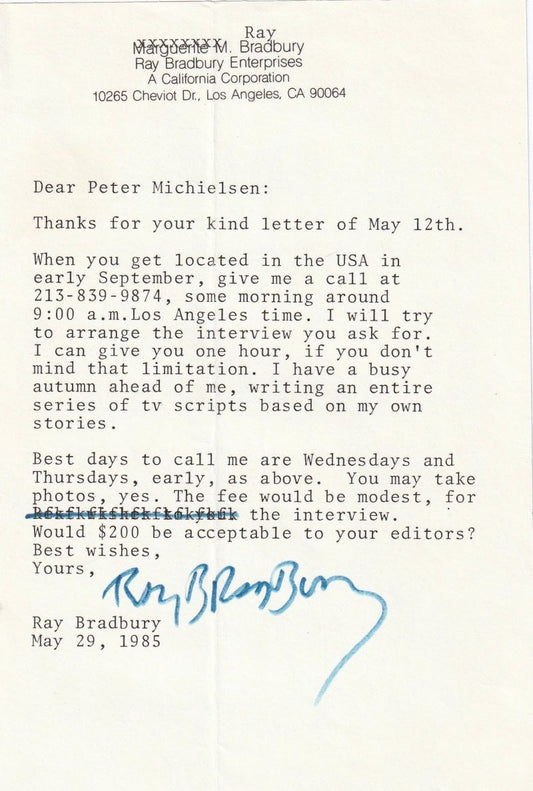 Ray
Marguerite M. Bradbury
Ray Bradbury Enterprises
A California Corporation
10265 Cheviot Dr., Los Angeles, CA 90064
Dear Peter Michielsen:
Thanks for your kind letter of May 12th.
When you get located in the USA in
early September, give me a call at
213-839-9874, some morning around
9:00 a.m.Los Angeles time. I will try
to arrange the interview you ask for.
I can give you one hour, if you don't
mind that limitation. I have a busy
autumn ahead of me, writing an entire
series of tv scripts based on my own
stories.
Best days to call me are Wednesdays and
Thursdays, early, as above. You may take
photos, yes. The fee would be modest, for
the interview.
Would $200 be acceptable to your editors?
Best wishes,
Yours,
Ray Bradbury
Ray Bradbury
May 29, 1985